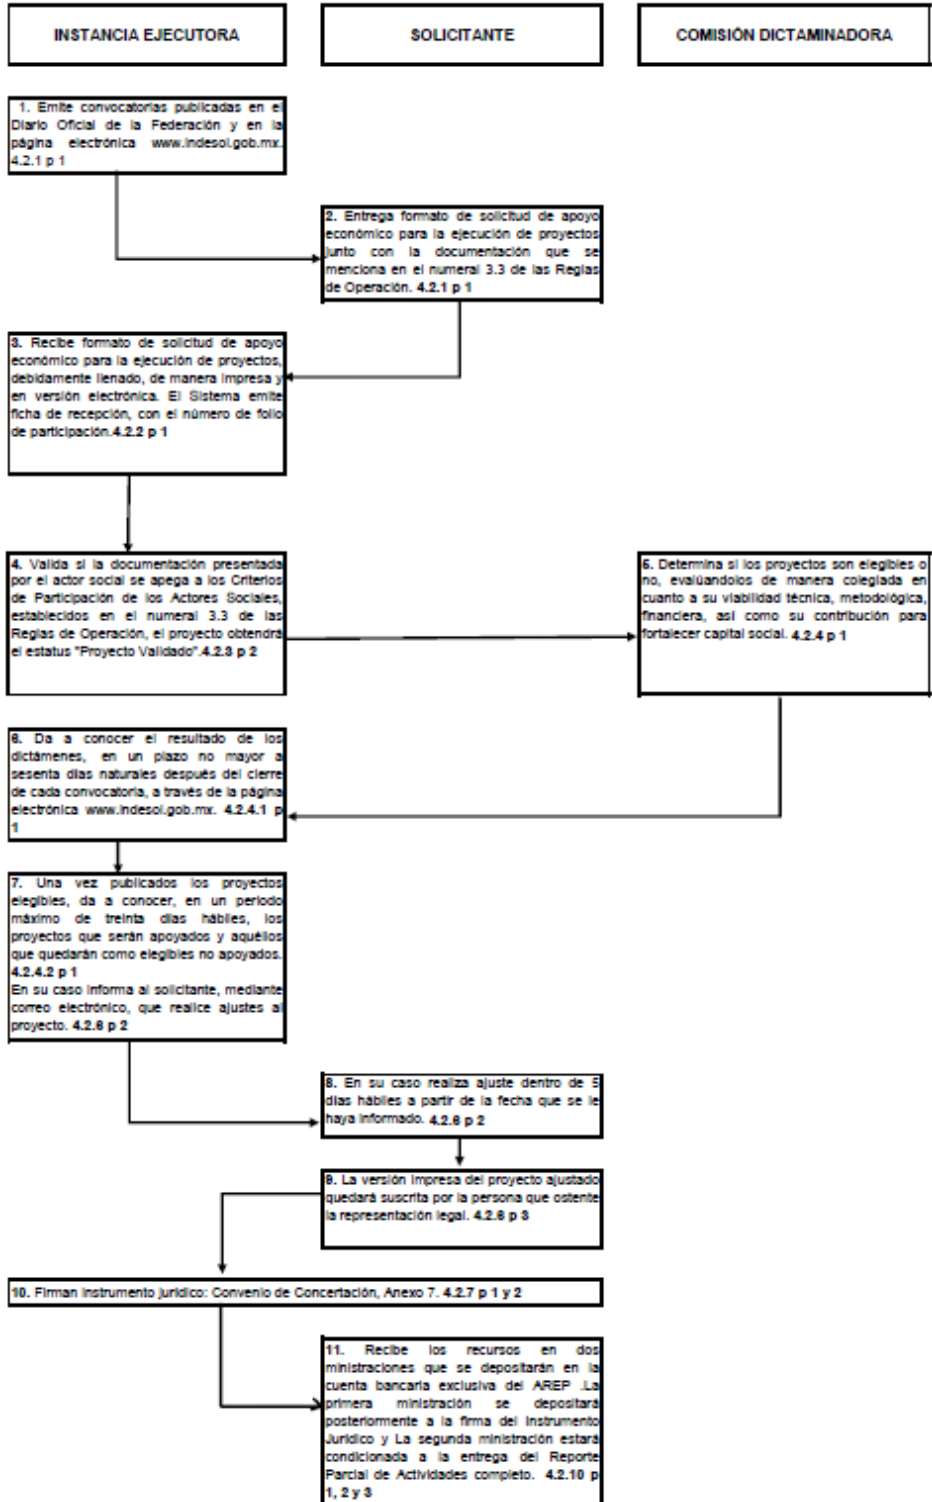 INSTANCIA EJECUTORA
SOLICITANTE
COMISIÓN DICTAMINADORA
1. Emite convocatorias publicadas en el
Diario Oficial de la Federación y en la
página electrónica www.indesol.gob.mx.
4.2.1 p 1
2. Entrega formato de solicitud de apoyo
económico para la ejecución de proyectos
junto con la documentación que se
menciona en el numeral 3.3 de las Reglas
de Operación. 4.2.1 p 1
3. Recibe formato de solicitud de apoyo
económico para la ejecución de proyectos,
debidamente llenado, de manera impresa y
en versión electrónica. El Sistema emite
ficha de recepción, con el número de folio
de participación.4.2.2 p 1
4. Valida si la documentación presentada
por el actor social se apega a los Criterios
de Participación de los Actores Sociales,
establecidos en el numeral 3.3 de las
Reglas de Operación, el proyecto obtendrá
el estatus "Proyecto Validado".4.2.3 p 2
5. Determina si los proyectos son elegibles o
no, evaluándolos de manera colegiada en
cuanto a su viabilidad técnica, metodológica,
financiera, así como su contribución para
fortalecer capital social. 4.2.4 p 1
6. Da a conocer el resultado de los
dictámenes, en un plazo no mayor a
sesenta días naturales después del cierre
de cada convocatoria, a través de la página
electrónica www.indesol.gob.mx. 4.2.4.1 p
1
7. Una vez publicados los proyectos
elegibles, da a conocer, en un periodo
máximo de treinta días hábiles, los
proyectos que serán apoyados y aquéllos
que quedarán como elegibles no apoyados.
4.2.4.2 p 1
En su caso informa al solicitante, mediante
correo electrónico, que realice ajustes al
proyecto. 4.2.6 p 2
8. En su caso realiza ajuste dentro de 5
días hábiles a partir de la fecha que se le
haya informado. 4.2.6 p 2
9. La versión impresa del proyecto ajustado
quedará suscrita por la persona que ostente
la representación legal. 4.2.6 p 3
10. Firman instrumento jurídico: Convenio de Concertación, Anexo 7. 4.2.7 p 1 y 2
11. Recibe los recursos en dos
ministraciones que se depositarán en la
cuenta bancaria exclusiva del AREP .La
primera ministración se depositará
posteriormente a la firma del Instrumento
Jurídico y La segunda ministración estará
condicionada a la entrega del Reporte
Parcial de Actividades completo. 4.2.10 p
1, 2 y 3